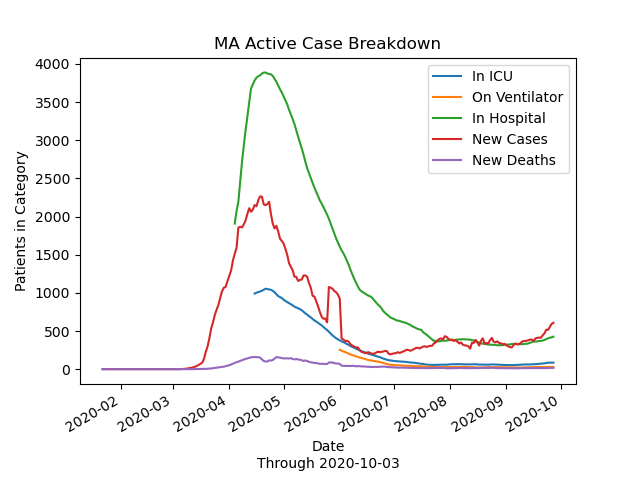 MA Active Case Breakdown
In ICU
On Ventilator
In Hospital
New Cases
New Deaths
Patients in Category
4000
3500
3000
2500
2000
1500
1000
500
0
2020-02
2020-03
2020-04
2020-05
2020-06
2020-07
2020-08
2020-09
2020-10
Date
Through 2020-10-03